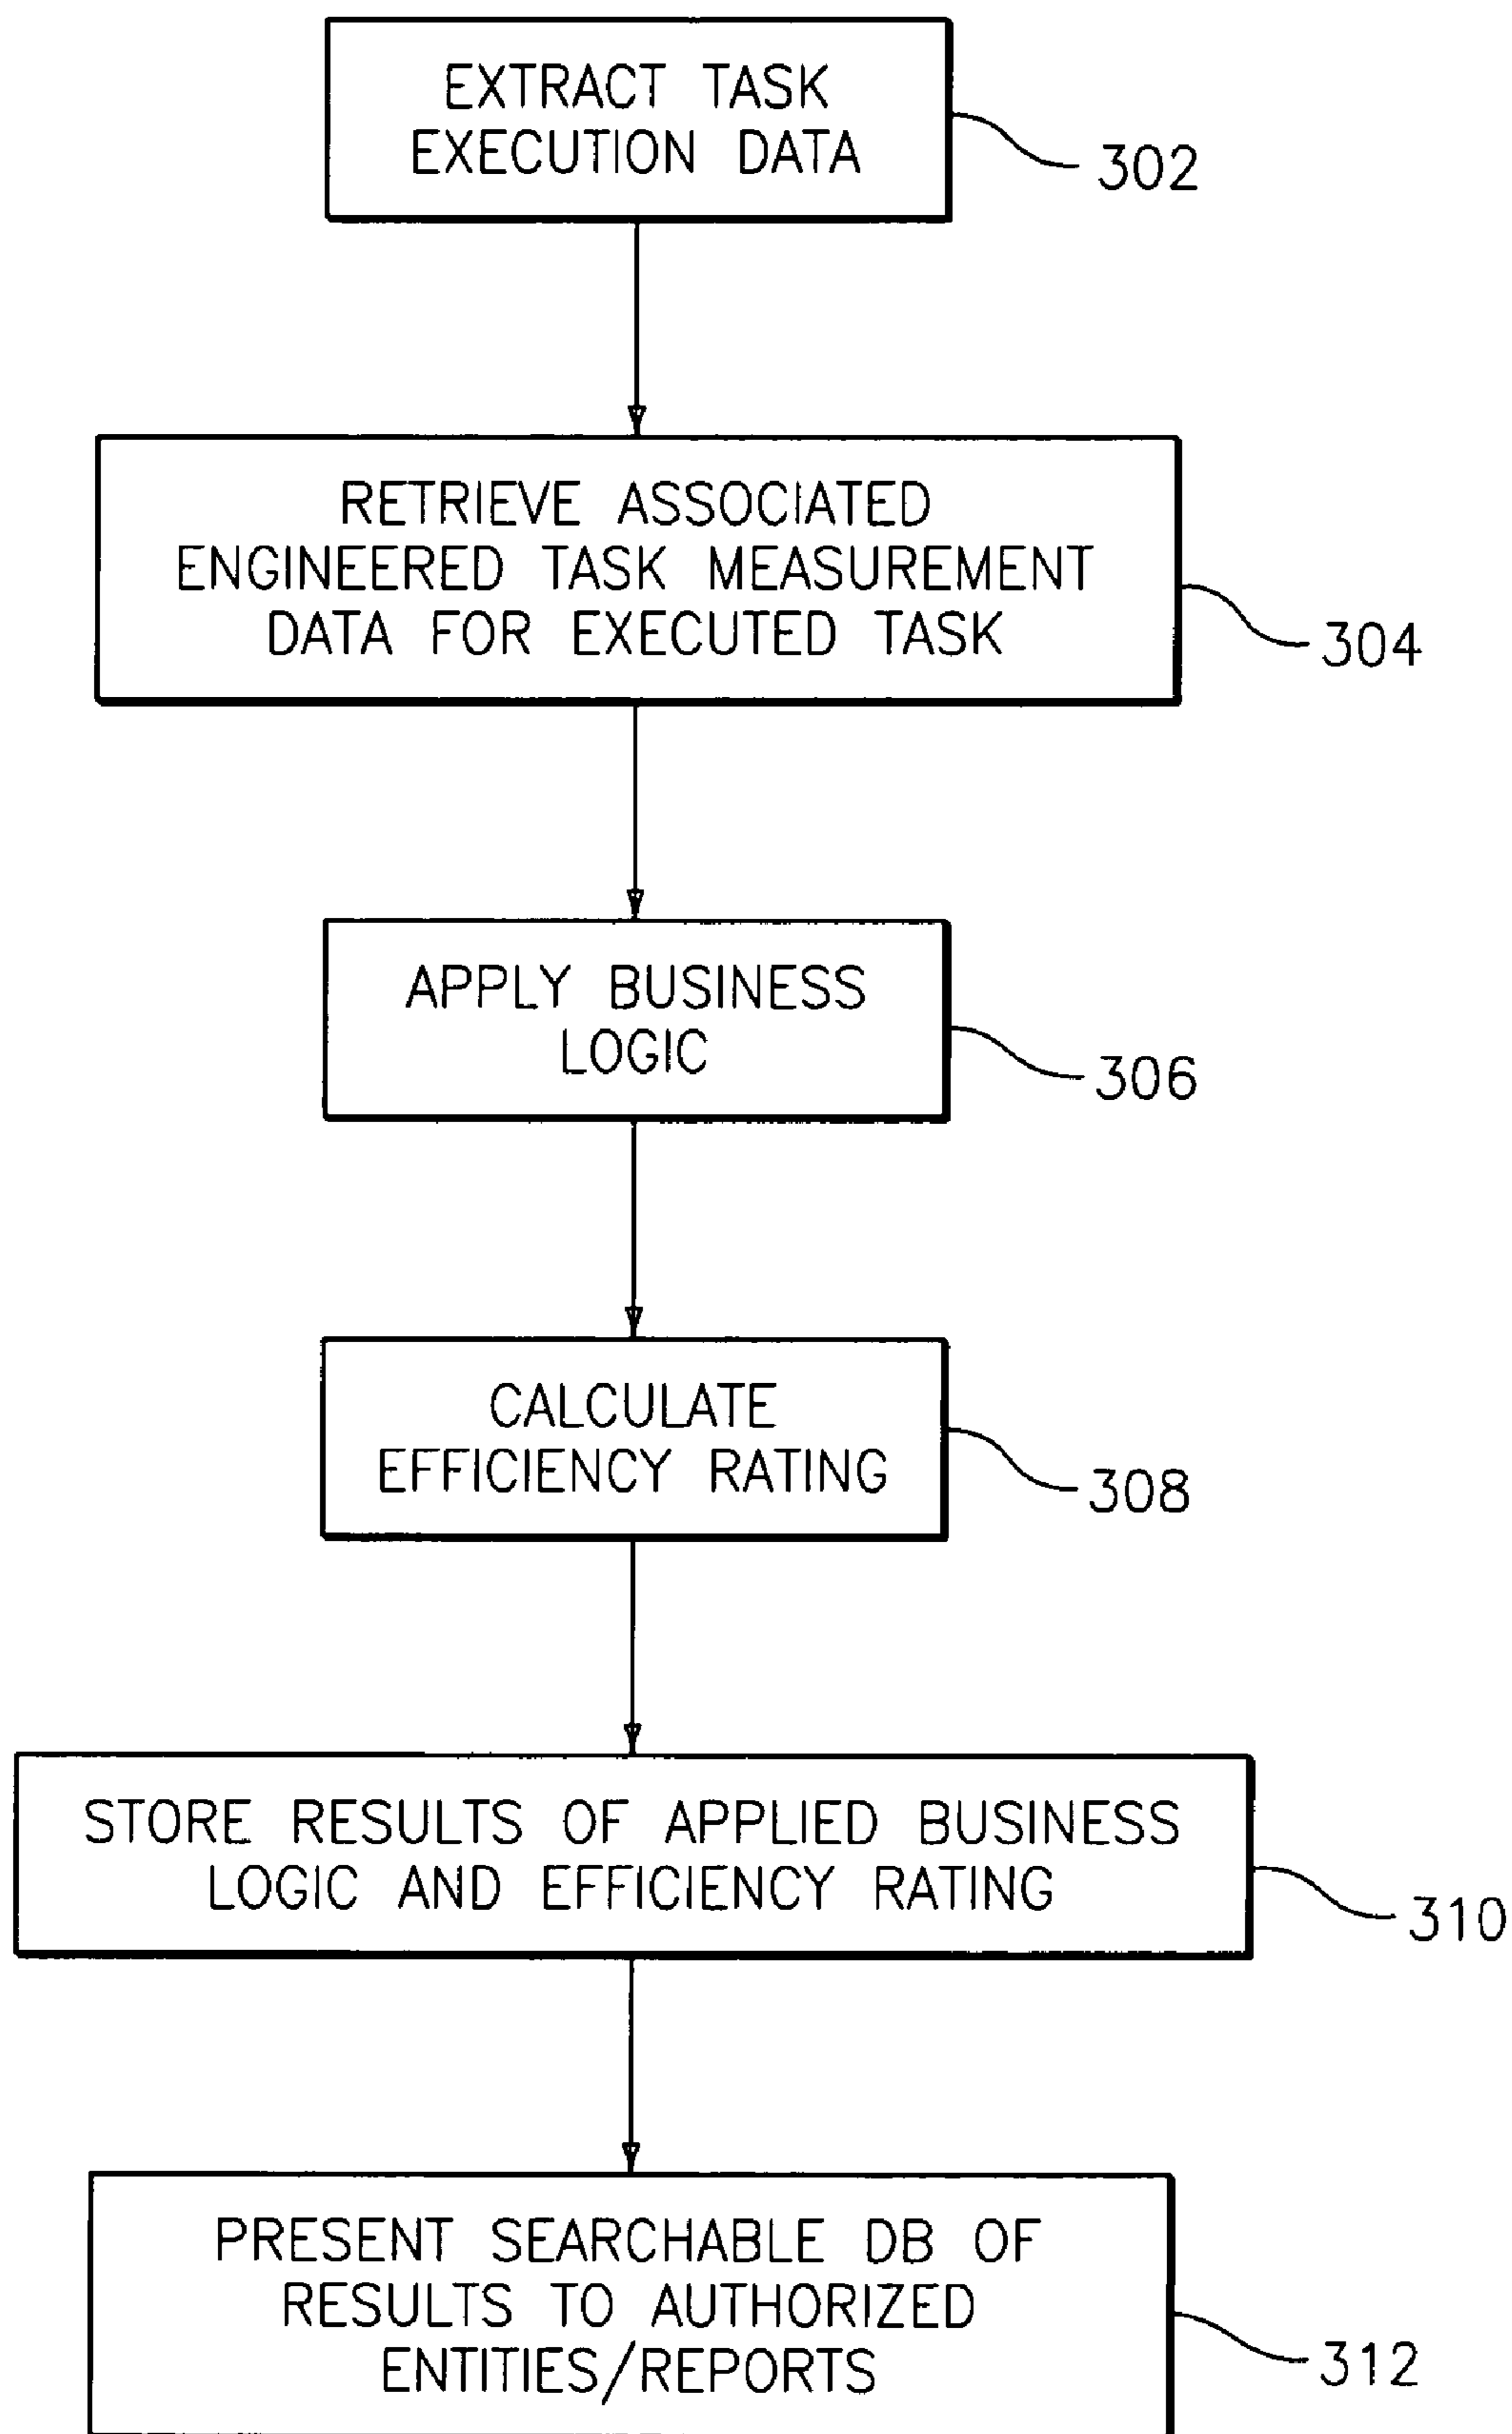 EXTRACT TASK
EXECUTION DATA
302
RETRIEVE ASSOCIATED
ENGINEERED TASK MEASUREMENT
DATA FOR EXECUTED TASK
304
APPLY BUSINESS
LOGIC
306
CALCULATE
EFFICIENCY RATING
308
STORE RESULTS OF APPLIED BUSINESS
LOGIC AND EFFICIENCY RATING
310
PRESENT SEARCHABLE DB OF
RESULTS TO AUTHORIZED
ENTITIES/REPORTS
312